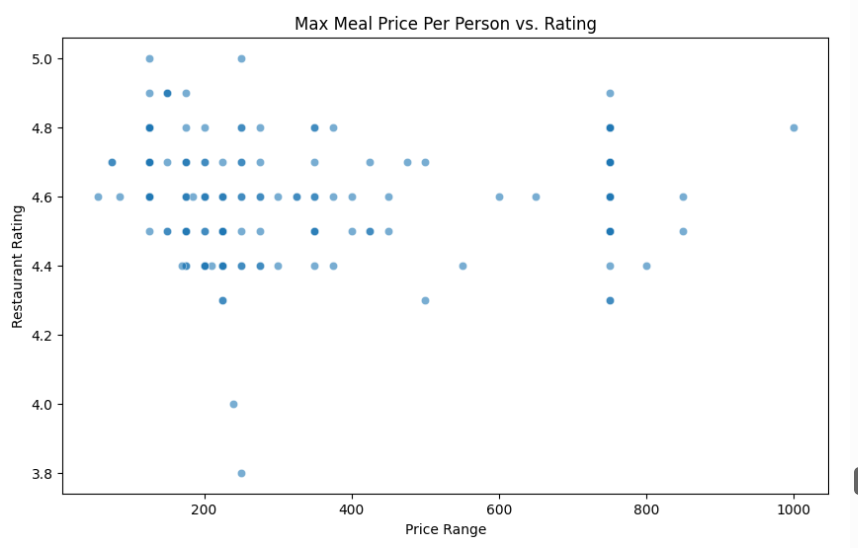 Max Meal Price Per Person vs. Rating
Restaurant Rating
5.0
4.8
4.6
4.4
4.2
4.0
3.8
200 400 600 800 1000
Price Range